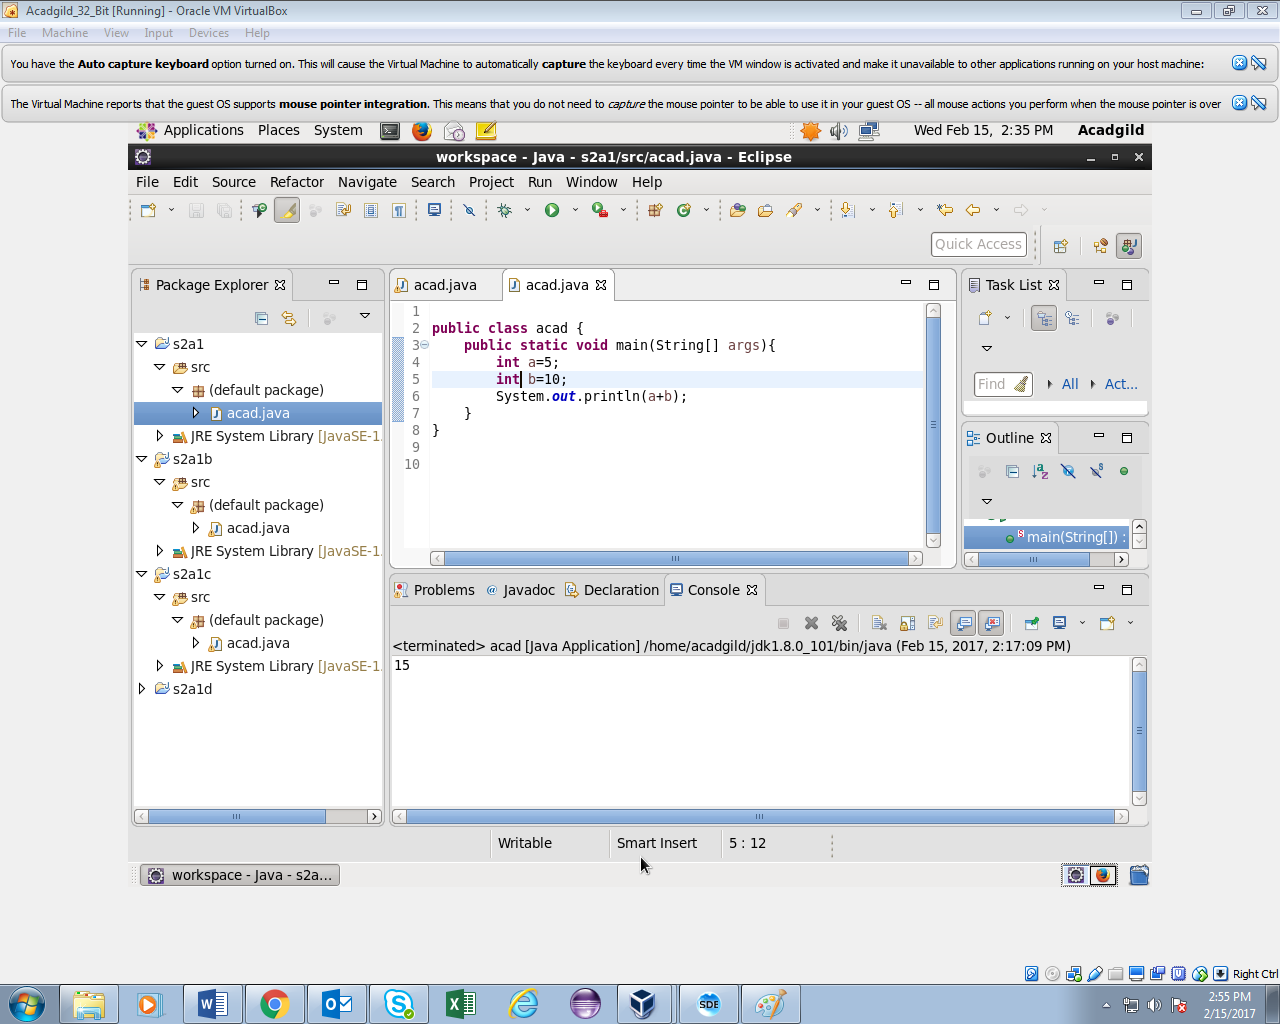 Acadgild_32_Bit [Running] - Oracle VM VirtualBox
File Machine View Input Devices Help
You have the Auto capture keyboard option turned on. This will cause the Virtual Machine to automatically capture the keyboard every time the VM window is activated and make it unavailable to other applications running on your host machine:
The Virtual Machine reports that the guest OS supports mouse pointer integration. This means that you do not need to capture the mouse pointer to be able to use it in your guest OS -- all mouse actions you perform when the mouse pointer is over
Applications Places System Wed Feb 15, 2:35 PM Acadgild
workspace - Java - s2a1/src/acad.java - Eclipse
File Edit Source Refactor Navigate Search Project Run Window Help
Quick Access
Package Explorer
s2a1
src
(default package)
acad.java
JRE System Library [JavaSE-1.
s2a1b
src
(default package)
acad.java
JRE System Library [JavaSE-1.
s2a1c
src
(default package)
acad.java
JRE System Library [JavaSE-1.
s2a1d
acad.java acad.java
1
2 public class acad {
3 public static void main(String[] args){
4 int a=5;
5 int b=10;
6 System.out.println(a+b);
7 }
8 }
9
10
Task List
Find All Act...
Outline
main(String[]) :
Problems @ Javadoc Declaration Console
<terminated> acad [Java Application] /home/acadgild/jdk1.8.0_101/bin/java (Feb 15, 2017, 2:17:09 PM)
15
Writable Smart Insert 5 : 12
workspace - Java - s2a...
Right Ctrl
SDE
2:55 PM
2/15/2017